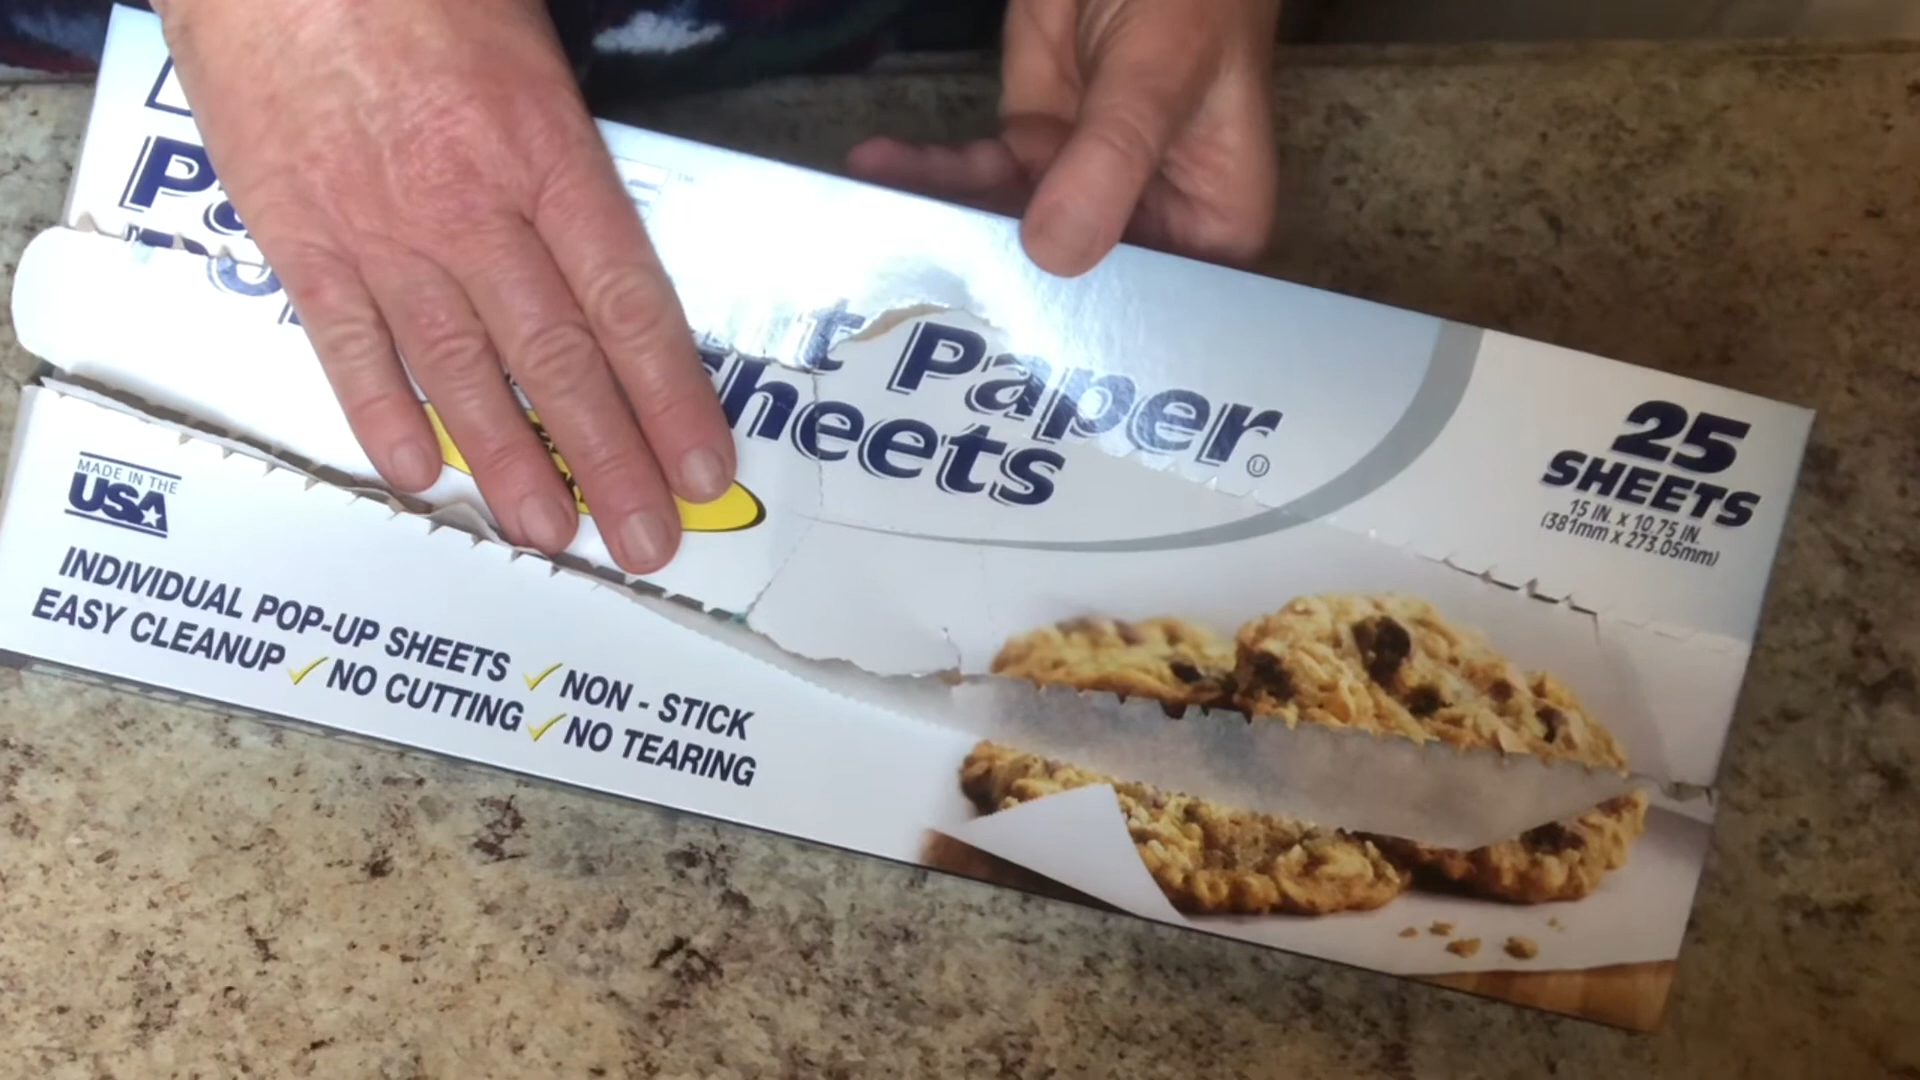 t Paper
heets
25
SHEETS
15 IN. x 10.75 IN.
(381mm x 273.05mm)
MADE IN THE
USA
INDIVIDUAL POP-UP SHEETS ✓ NON - STICK
EASY CLEANUP ✓ NO CUTTING ✓ NO TEARING